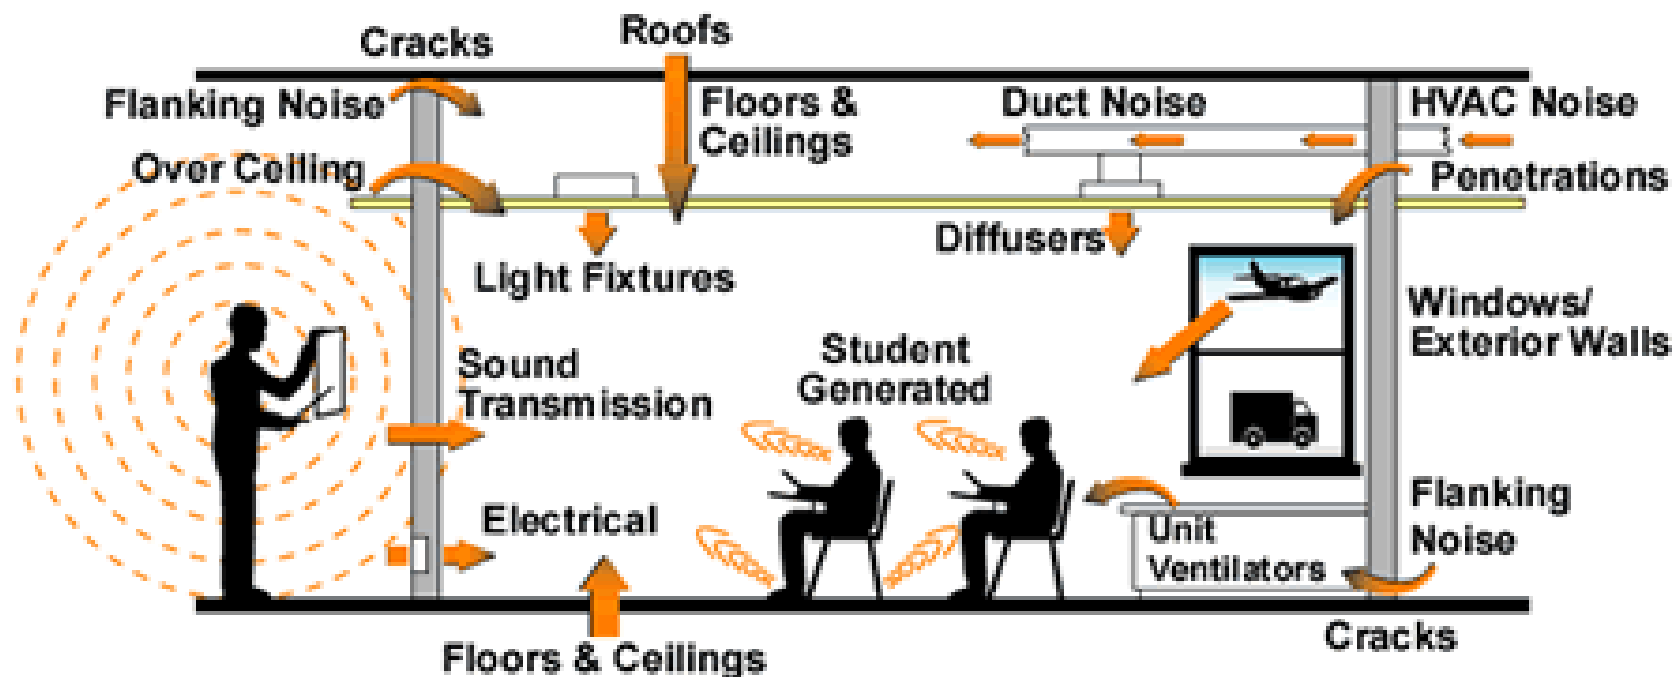 Cracks
Roofs
Flanking Noise
Floors &
Ceilings
Duct Noise
HVAC Noise
Over Ceiling
Penetrations
Diffusers
Light Fixtures
Windows/
Exterior Walls
Sound
Transmission
Student
Generated
Electrical
Flanking
Noise
Unit
Ventilators
Floors & Ceilings
Cracks